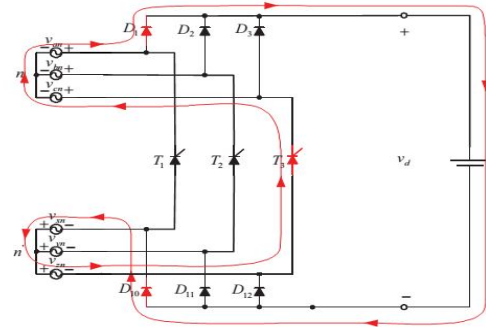 D1 D2 D3
− van +
n − vbn +
− vcn +
+
T1 T2 T3
vd
+ vxn −
n' + vyn −
+ vzn −
D10 D11 D12
−